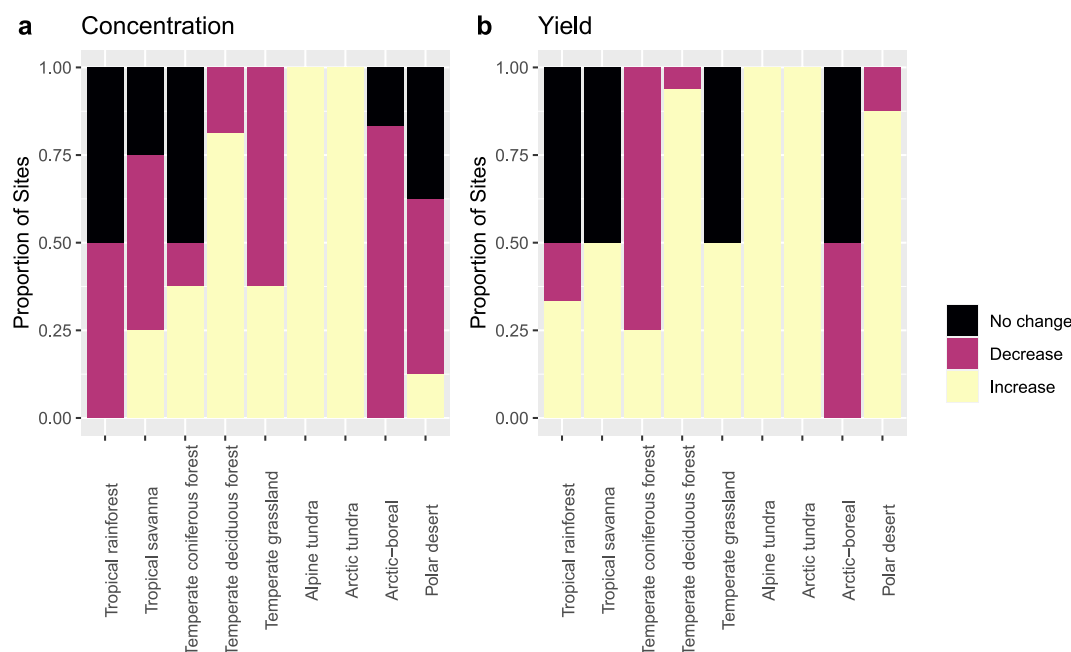 a Concentration
Proportion of Sites
1.00
0.75
0.50
0.25
0.00
Tropical rainforest
Tropical savanna
Temperate coniferous forest
Temperate deciduous forest
Temperate grassland
Alpine tundra
Arctic tundra
Arctic−boreal
Polar desert
b Yield
Proportion of Sites
1.00
0.75
0.50
0.25
0.00
Tropical rainforest
Tropical savanna
Temperate coniferous forest
Temperate deciduous forest
Temperate grassland
Alpine tundra
Arctic tundra
Arctic−boreal
Polar desert
No change
Decrease
Increase